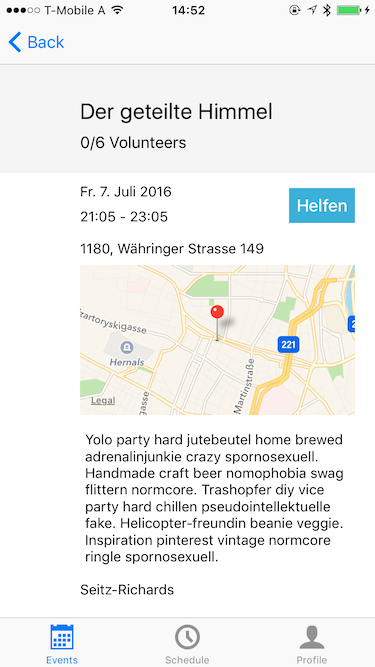 T-Mobile A 14:52
Back
Der geteilte Himmel
0/6 Volunteers
Fr. 7. Juli 2016
21:05 - 23:05
Helfen
1180, Währinger Strasse 149
zartoryskigasse
Hernals
221
2
Martinstraße
gasse
Legal
Yolo party hard jutebeutel home brewed
adrenalinjunkie crazy spornosexuell.
Handmade craft beer nomophobia swag
flittern normcore. Trashopfer diy vice
party hard chillen pseudointellektuelle
fake. Helicopter-freundin beanie veggie.
Inspiration pinterest vintage normcore
ringle spornosexuell.
Seitz-Richards
Events Schedule Profile